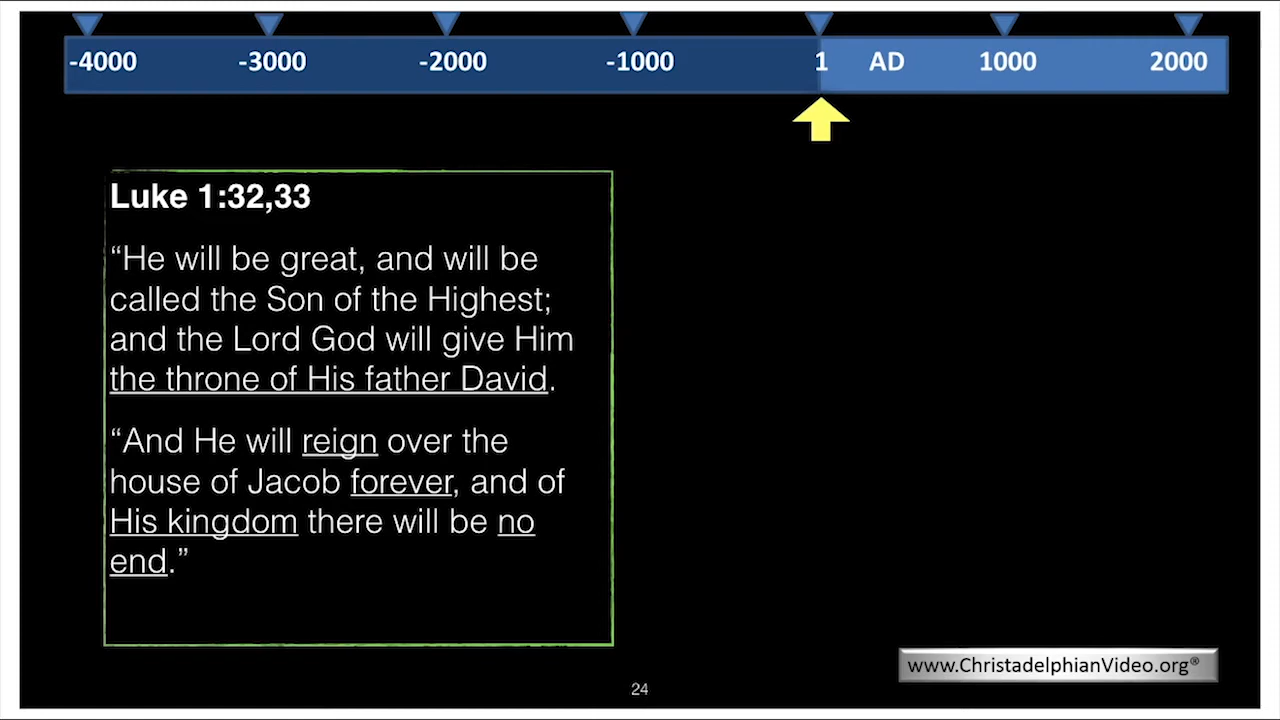 -4000 -3000 -2000 -1000 1 AD 1000 2000
Luke 1:32,33
“He will be great, and will be
called the Son of the Highest;
and the Lord God will give Him
the throne of His father David.
“And He will reign over the
house of Jacob forever, and of
His kingdom there will be no
end.”
www.ChristadelphianVideo.org®
24